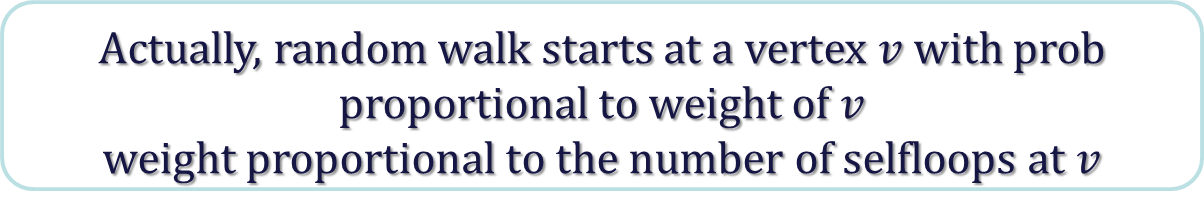 Actually, random walk starts at a vertex 𝑣 with prob
proportional to weight of 𝑣
weight proportional to the number of selfloops at 𝑣